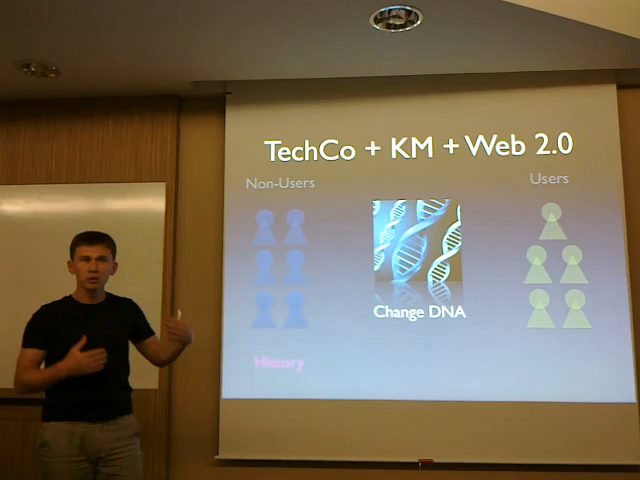 TechCo + KM + Web 2.0
Non-Users
Users
Change DNA
History